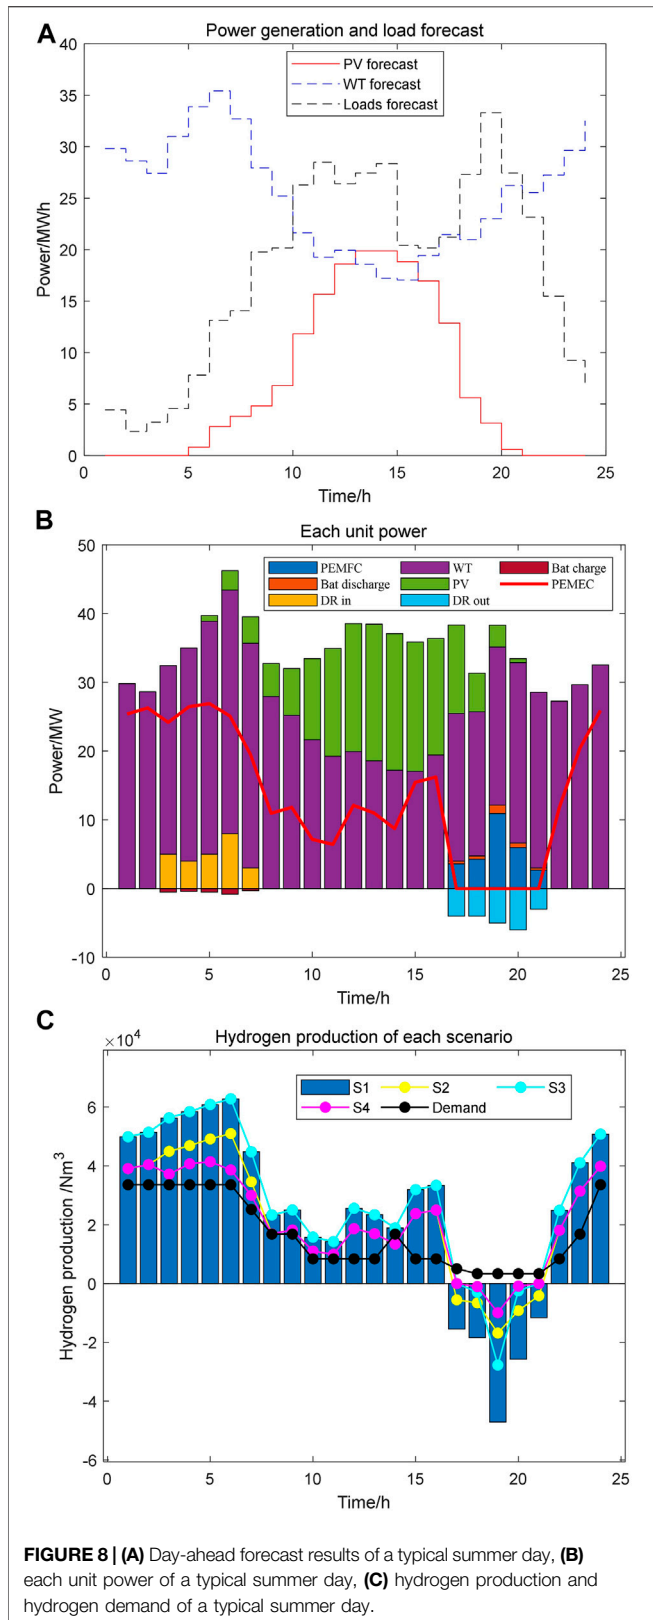 A
Power generation and load forecast
40
PV forecast
WT forecast
Loads forecast
35
30
25
20
15
10
5
0
Power/MWh
0 5 10 15 20 25
Time/h
B
Each unit power
50
PEMFC WT Bat charge
Bat discharge PV PEMEC
DR in DR out
40
30
20
10
0
-10
Power/MW
0 5 10 15 20 25
Time/h
C
×10⁴
Hydrogen production of each scenario
S1 S2 S3
S4 Demand
6
4
2
0
-2
-4
-6
Hydrogen production /Nm³
0 5 10 15 20 25
Time/h
FIGURE 8 | (A) Day-ahead forecast results of a typical summer day, (B)
each unit power of a typical summer day, (C) hydrogen production and
hydrogen demand of a typical summer day.